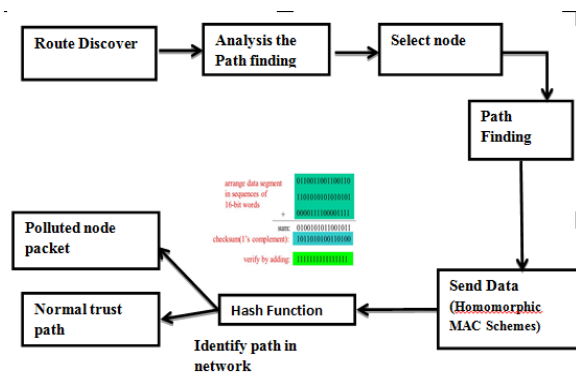 Route Discover
Analysis the
Path finding
Select node
Path
Finding
arrange data segment
in sequences of
16-bit words
0110011001100110
1101010101010101
+ 0000111100001111
sum: 0100101011001011
checksum(1's complement): 1011010100110100
verify by adding: 1111111111111111
Polluted node
packet
Normal trust
path
Hash Function
Identify path in
network
Send Data
(Homomorphic
MAC Schemes)